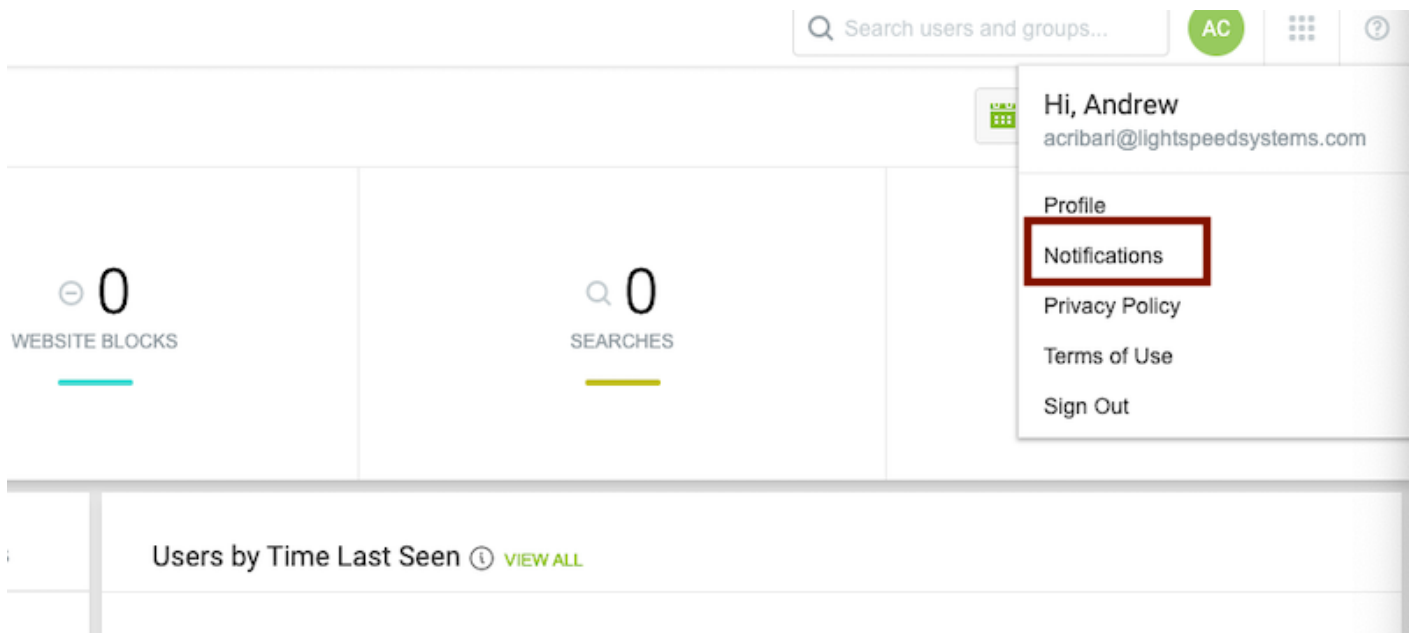 Search users and groups...
AC
Hi, Andrew
acribari@lightspeedsystems.com
Profile
Notifications
Privacy Policy
Terms of Use
Sign Out
0
WEBSITE BLOCKS
0
SEARCHES
Users by Time Last Seen
VIEW ALL